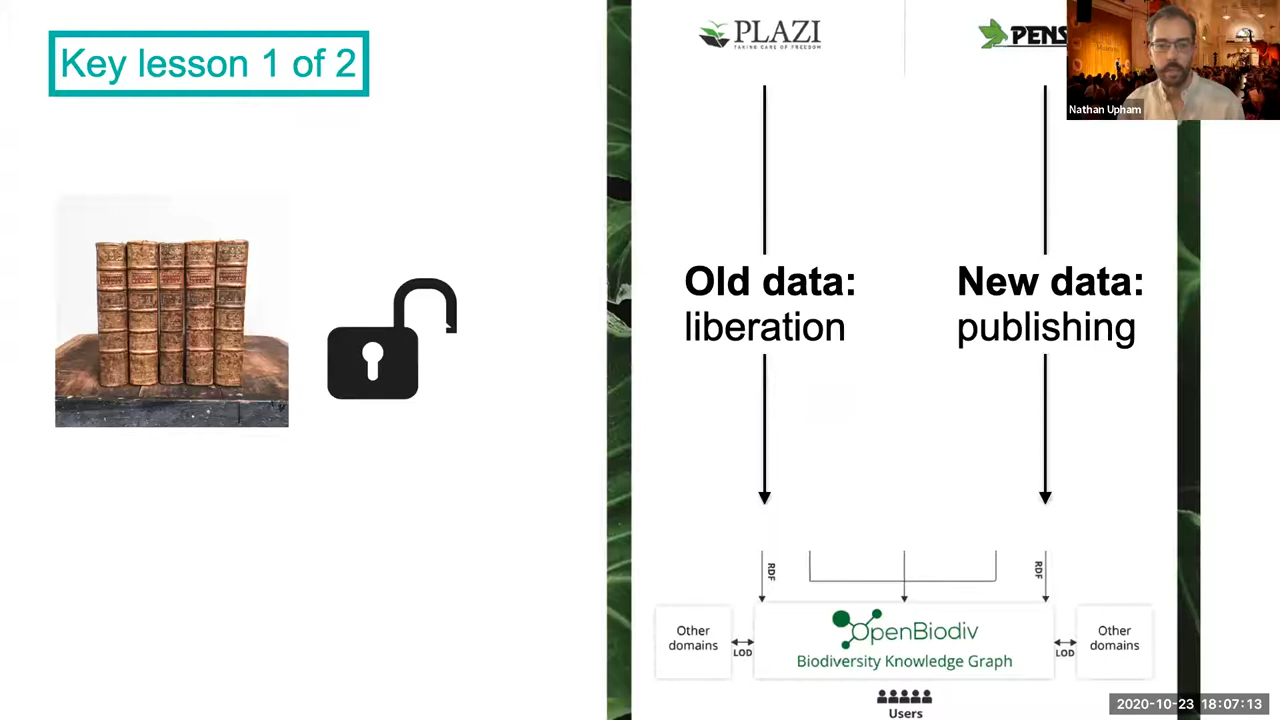 Key lesson 1 of 2
PLAZI
TAKING CARE OF FREEDOM
PENS
Nathan Upham
Old data:
liberation
New data:
publishing
RDF
RDF
Other
domains
LOD
OpenBiodiv
Biodiversity Knowledge Graph
LOD
Other
domains
Users
2020-10-23 18:07:13